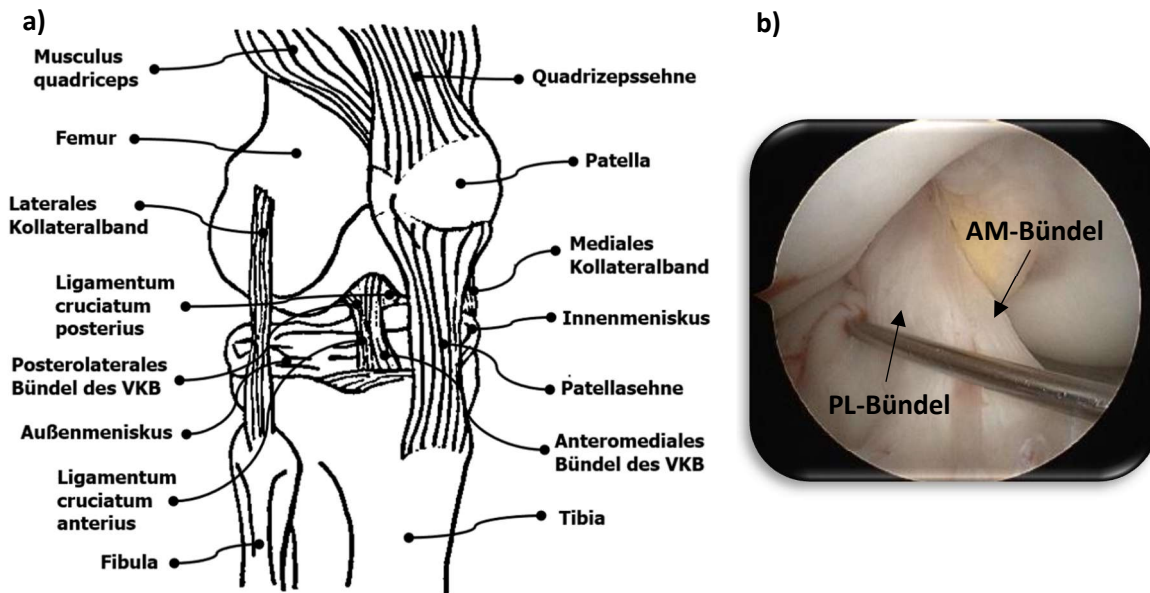 a)
Musculus
quadriceps
Femur
Laterales
Kollateralband
Ligamentum
cruciatum
posterius
Posterolaterales
Bündel des VKB
Außenmeniskus
Ligamentum
cruciatum
anterius
Fibula
Quadrizepssehne
Patella
Mediales
Kollateralband
Innenmeniskus
Patellasehne
Anteromediales
Bündel des VKB
Tibia
b)
AM-Bündel
PL-Bündel